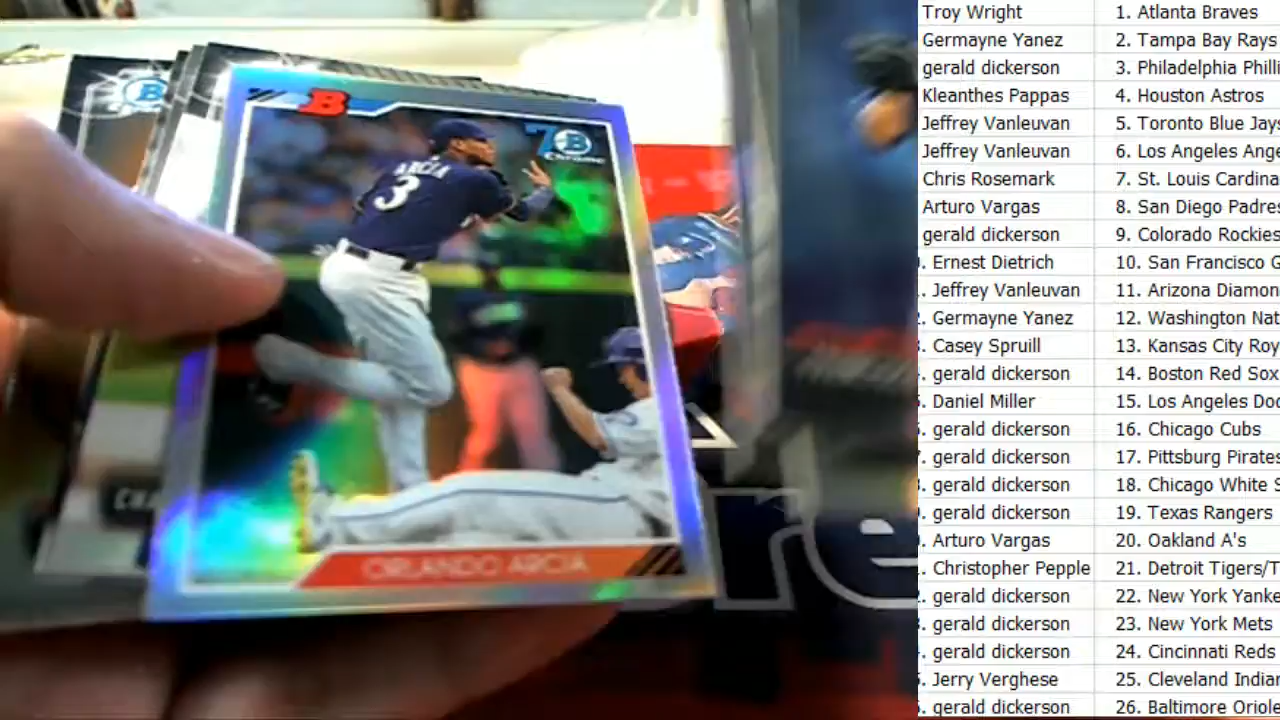 B
7 B
Chrome
ARCIA
3
ORLANDO ARCIA
re
Troy Wright 1. Atlanta Braves
Germayne Yanez 2. Tampa Bay Rays
gerald dickerson 3. Philadelphia Philli
Kleanthes Pappas 4. Houston Astros
Jeffrey Vanleuvan 5. Toronto Blue Jays
Jeffrey Vanleuvan 6. Los Angeles Ange
Chris Rosemark 7. St. Louis Cardina
Arturo Vargas 8. San Diego Padres
gerald dickerson 9. Colorado Rockies
. Ernest Dietrich 10. San Francisco G
. Jeffrey Vanleuvan 11. Arizona Diamon
. Germayne Yanez 12. Washington Nat
. Casey Spruill 13. Kansas City Roy
. gerald dickerson 14. Boston Red Sox
. Daniel Miller 15. Los Angeles Doc
. gerald dickerson 16. Chicago Cubs
. gerald dickerson 17. Pittsburg Pirates
. gerald dickerson 18. Chicago White S
. gerald dickerson 19. Texas Rangers
. Arturo Vargas 20. Oakland A's
. Christopher Pepple 21. Detroit Tigers/T
. gerald dickerson 22. New York Yanke
. gerald dickerson 23. New York Mets
. gerald dickerson 24. Cincinnati Reds
. Jerry Verghese 25. Cleveland Indian
. gerald dickerson 26. Baltimore Oriole